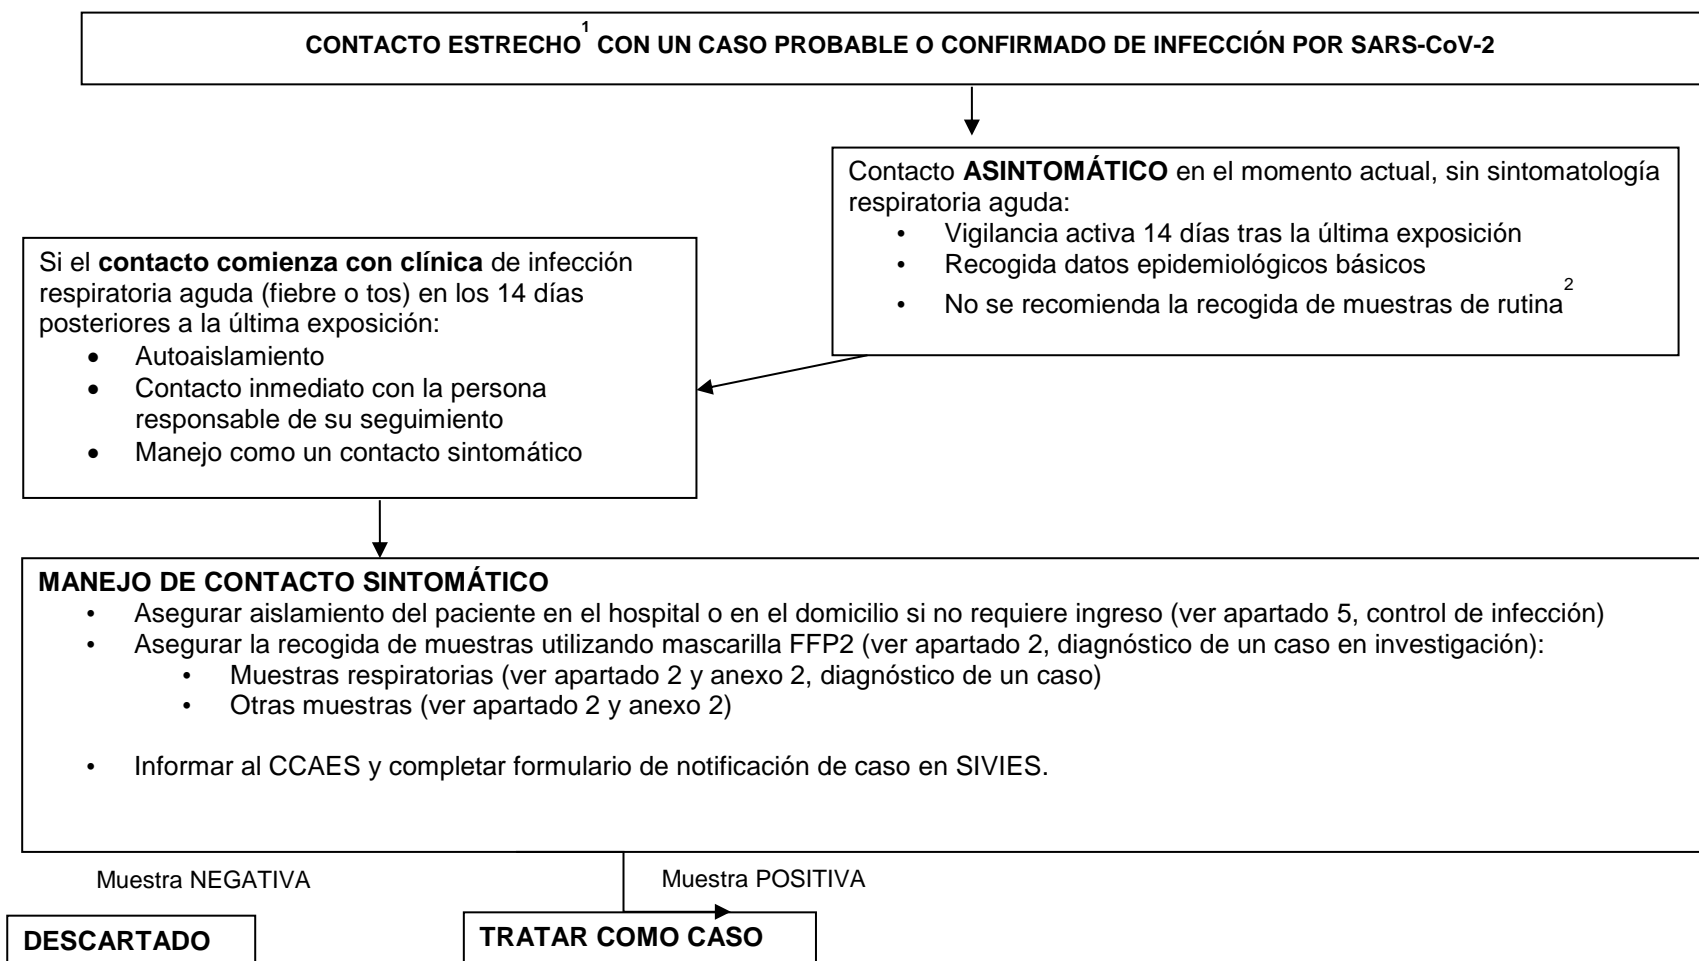 CONTACTO ESTRECHO1 CON UN CASO PROBABLE O CONFIRMADO DE INFECCIÓN POR SARS-CoV-2
Contacto ASINTOMÁTICO en el momento actual, sin sintomatología
respiratoria aguda:
• Vigilancia activa 14 días tras la última exposición
• Recogida datos epidemiológicos básicos
• No se recomienda la recogida de muestras de rutina2
Si el contacto comienza con clínica de infección
respiratoria aguda (fiebre o tos) en los 14 días
posteriores a la última exposición:
• Autoaislamiento
• Contacto inmediato con la persona
responsable de su seguimiento
• Manejo como un contacto sintomático
MANEJO DE CONTACTO SINTOMÁTICO
• Asegurar aislamiento del paciente en el hospital o en el domicilio si no requiere ingreso (ver apartado 5, control de infección)
• Asegurar la recogida de muestras utilizando mascarilla FFP2 (ver apartado 2, diagnóstico de un caso en investigación):
• Muestras respiratorias (ver apartado 2 y anexo 2, diagnóstico de un caso)
• Otras muestras (ver apartado 2 y anexo 2)
• Informar al CCAES y completar formulario de notificación de caso en SIVIES.
Muestra NEGATIVA
Muestra POSITIVA
DESCARTADO
TRATAR COMO CASO